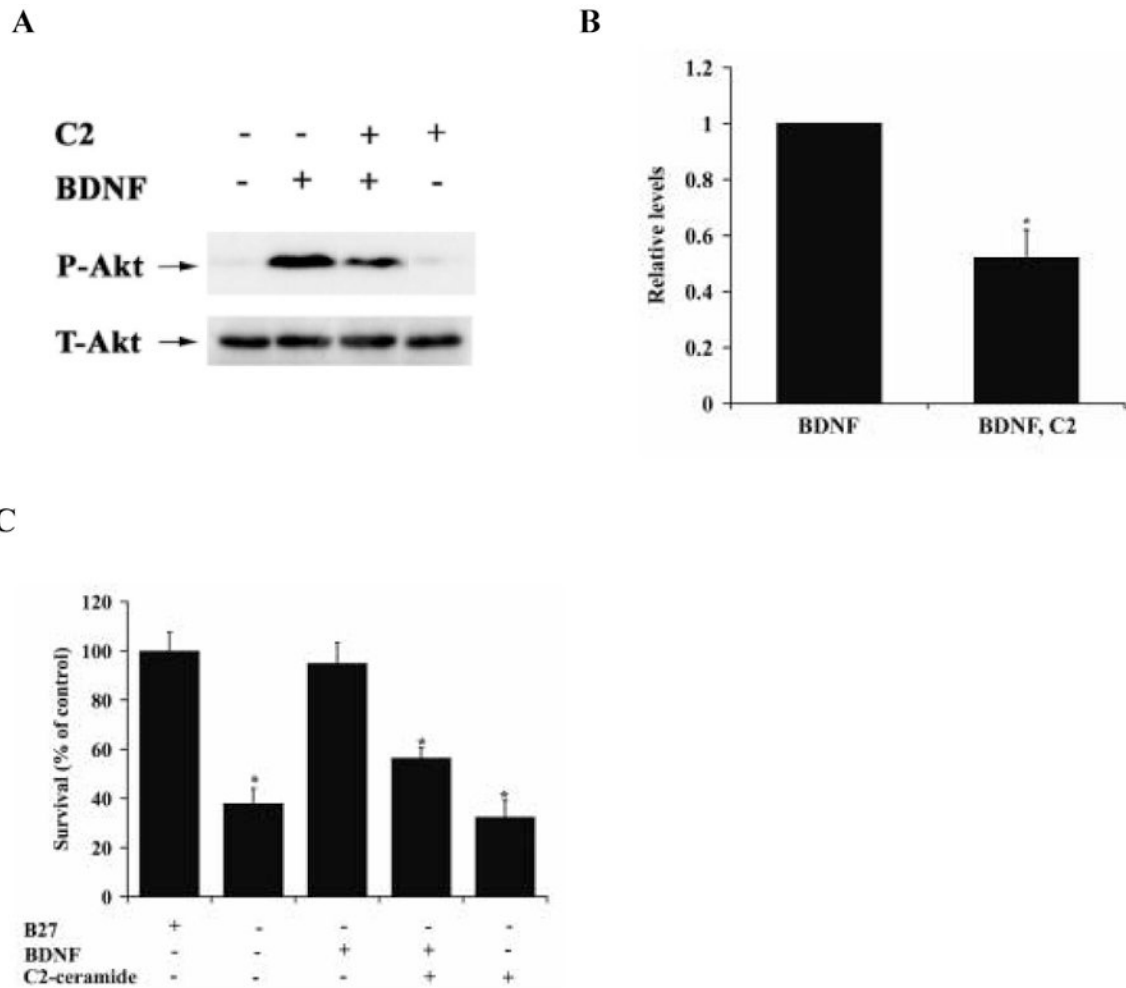 A
C2 - - + +
BDNF - + + -
P-Akt
T-Akt
B
1.2
1
0.8
0.6
0.4
0.2
0
Relative levels
*
BDNF BDNF, C2
C
120
100
80
60
40
20
0
Survival (% of control)
* * *
B27 + - - - -
BDNF - - + + -
C2-ceramide - - - + +